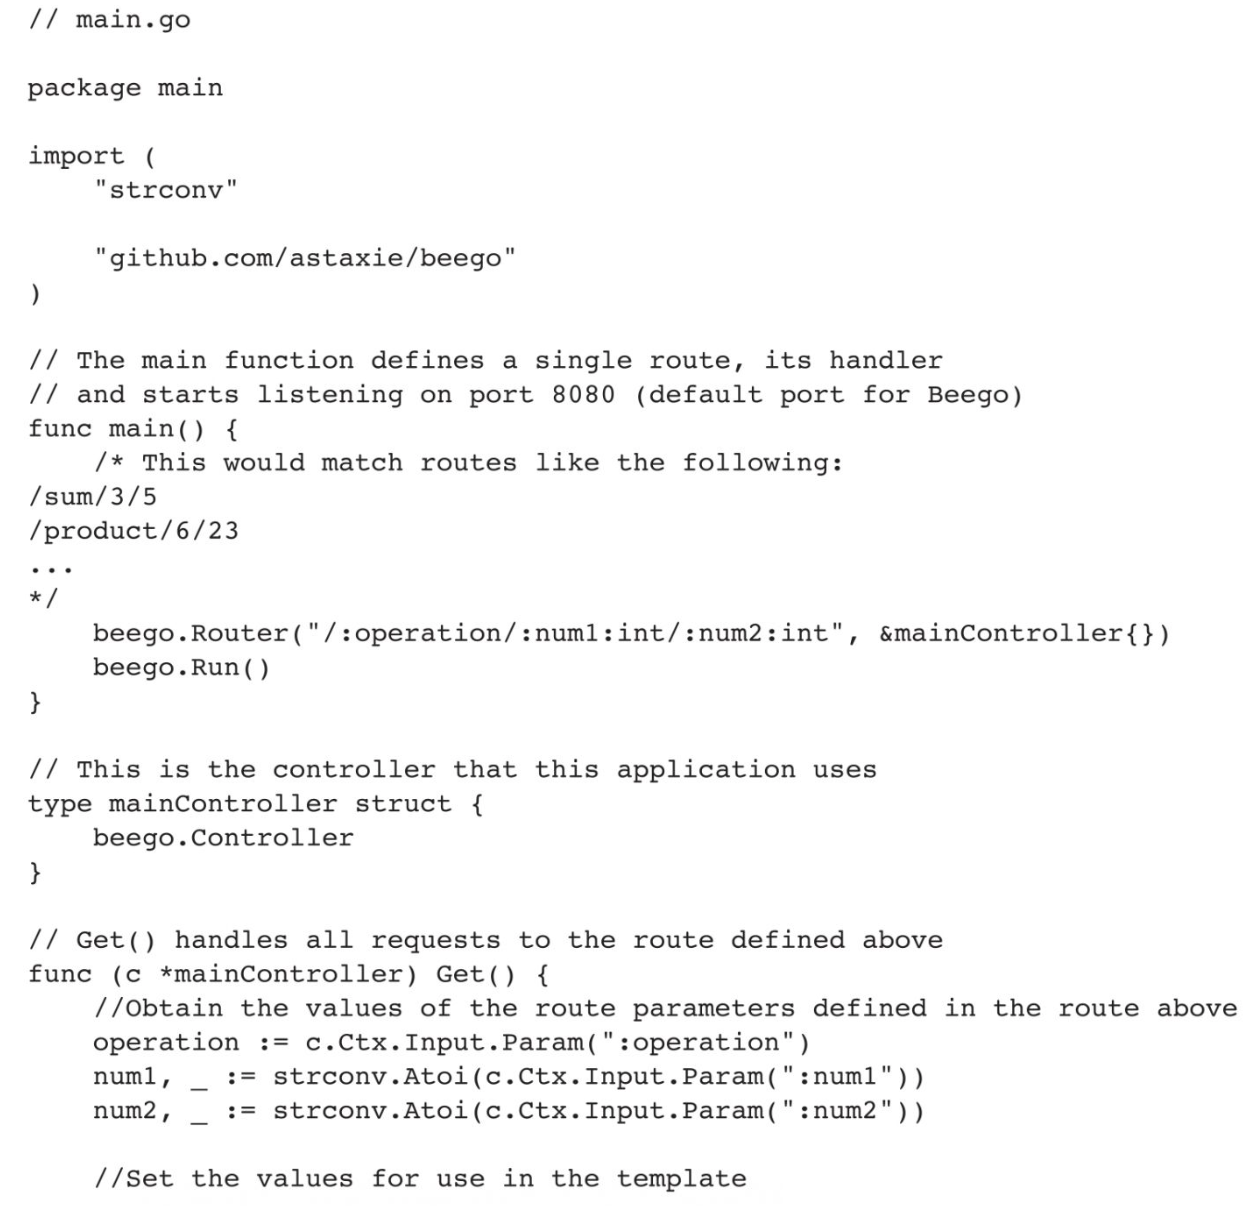 // main.go
package main
import (
"strconv"
"github.com/astaxie/beego"
)
// The main function defines a single route, its handler
// and starts listening on port 8080 (default port for Beego)
func main() {
/* This would match routes like the following:
/sum/3/5
/product/6/23
...
*/
beego.Router("/:operation/:num1:int/:num2:int", &mainController{})
beego.Run()
}
// This is the controller that this application uses
type mainController struct {
beego.Controller
}
// Get() handles all requests to the route defined above
func (c *mainController) Get() {
//Obtain the values of the route parameters defined in the route above
operation := c.Ctx.Input.Param(":operation")
num1, _ := strconv.Atoi(c.Ctx.Input.Param(":num1"))
num2, _ := strconv.Atoi(c.Ctx.Input.Param(":num2"))
//Set the values for use in the template